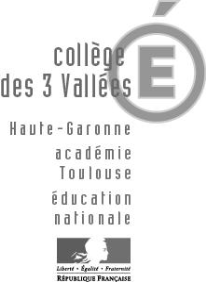 collège
des 3 Vallées
É
Haute-Garonne
académie
Toulouse
éducation
nationale
Liberté • Égalité • Fraternité
RÉPUBLIQUE FRANÇAISE